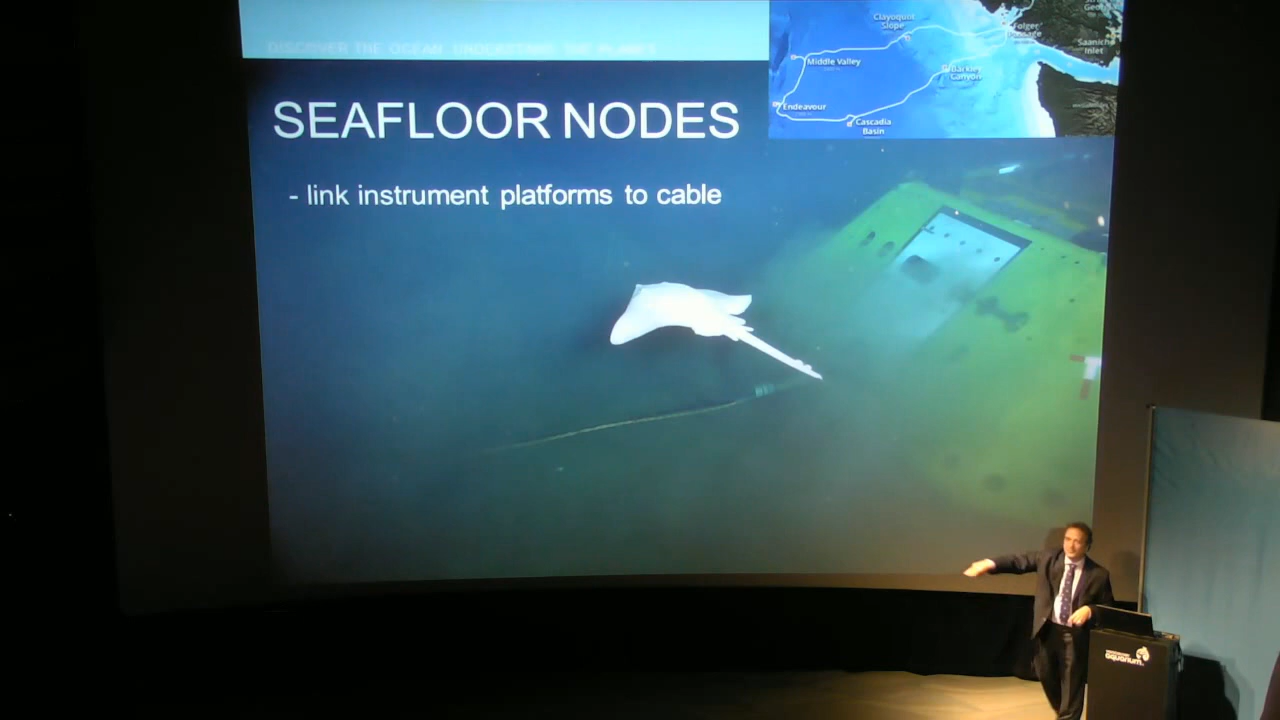 DISCOVER THE OCEAN. UNDERSTAND THE PLANET.
SEAFLOOR NODES
- link instrument platforms to cable
Clayoquot
Slope
Folger
Passage
Saanich
Inlet
Middle Valley
Barkley
Canyon
Endeavour
Cascadia
Basin
aquarium